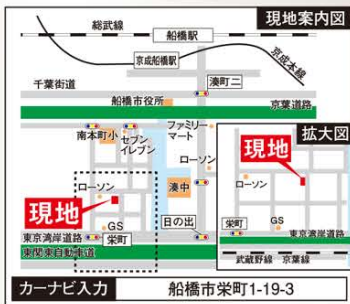 現地案内図
総武線
船橋駅
京成船橋駅
京成本線
湊町二
千葉街道
船橋市役所
京葉道路
南本町小
セブン
イレブン
ファミリー
マート
拡大図
ローソン
現地
湊中
ローソン
現地
ローソン
GS
日の出
栄町
GS
東京湾岸道路
栄町
東京湾岸道路
東関東自動車道
武蔵野線
京葉線
カーナビ入力
船橋市栄町1-19-3